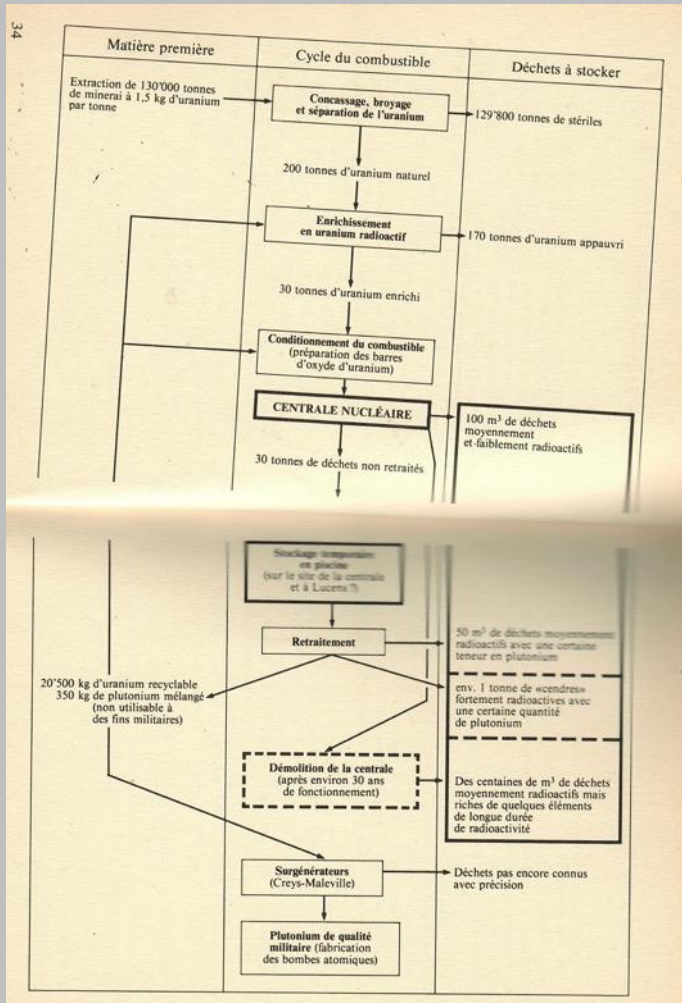 34
Matière première
Cycle du combustible
Déchets à stocker
Extraction de 130'000 tonnes
de minerai à 1,5 kg d'uranium
par tonne
Concassage, broyage
et séparation de l'uranium
129'800 tonnes de stériles
200 tonnes d'uranium naturel
Enrichissement
en uranium radioactif
170 tonnes d'uranium appauvri
30 tonnes d'uranium enrichi
Conditionnement du combustible
(préparation des barres
d'oxyde d'uranium)
CENTRALE NUCLÉAIRE
100 m³ de déchets
moyennement
et faiblement radioactifs
30 tonnes de déchets non retraités
Stockage temporaire
en piscine
(sur le site de la centrale
et à Lucens ?)
Retraitement
50 m³ de déchets moyennement
radioactifs avec une certaine
teneur en plutonium
20'500 kg d'uranium recyclable
350 kg de plutonium mélangé
(non utilisable à
des fins militaires)
env. 1 tonne de «cendres»
fortement radioactives avec
une certaine quantité
de plutonium
Démolition de la centrale
(après environ 30 ans
de fonctionnement)
Des centaines de m³ de déchets
moyennement radioactifs mais
riches de quelques éléments
de longue durée
de radioactivité
Surgénérateurs
(Creys-Maleville)
Déchets pas encore connus
avec précision
Plutonium de qualité
militaire (fabrication
des bombes atomiques)